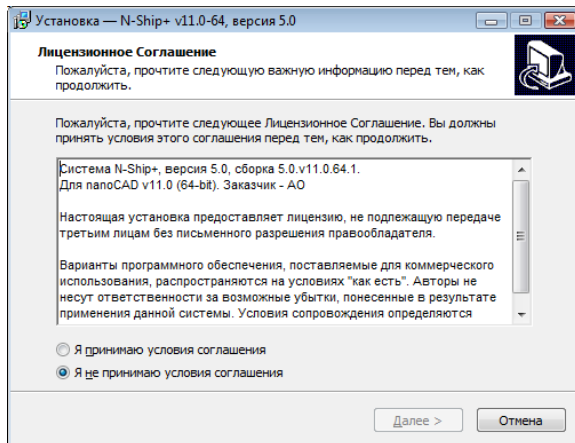 Установка — N-Ship+ v11.0-64, версия 5.0
Лицензионное Соглашение
Пожалуйста, прочтите следующую важную информацию перед тем, как
продолжить.
Пожалуйста, прочтите следующее Лицензионное Соглашение. Вы должны
принять условия этого соглашения перед тем, как продолжить.
Система N-Ship+, версия 5.0, сборка 5.0.v11.0.64.1.
Для nanoCAD v11.0 (64-bit). Заказчик - АО
Настоящая установка предоставляет лицензию, не подлежащую передаче
третьим лицам без письменного разрешения правообладателя.
Варианты программного обеспечения, поставляемые для коммерческого
использования, распространяются на условиях "как есть". Авторы не
несут ответственности за возможные убытки, понесенные в результате
применения данной системы. Условия сопровождения определяются
Я принимаю условия соглашения
Я не принимаю условия соглашения
Далее >
Отмена